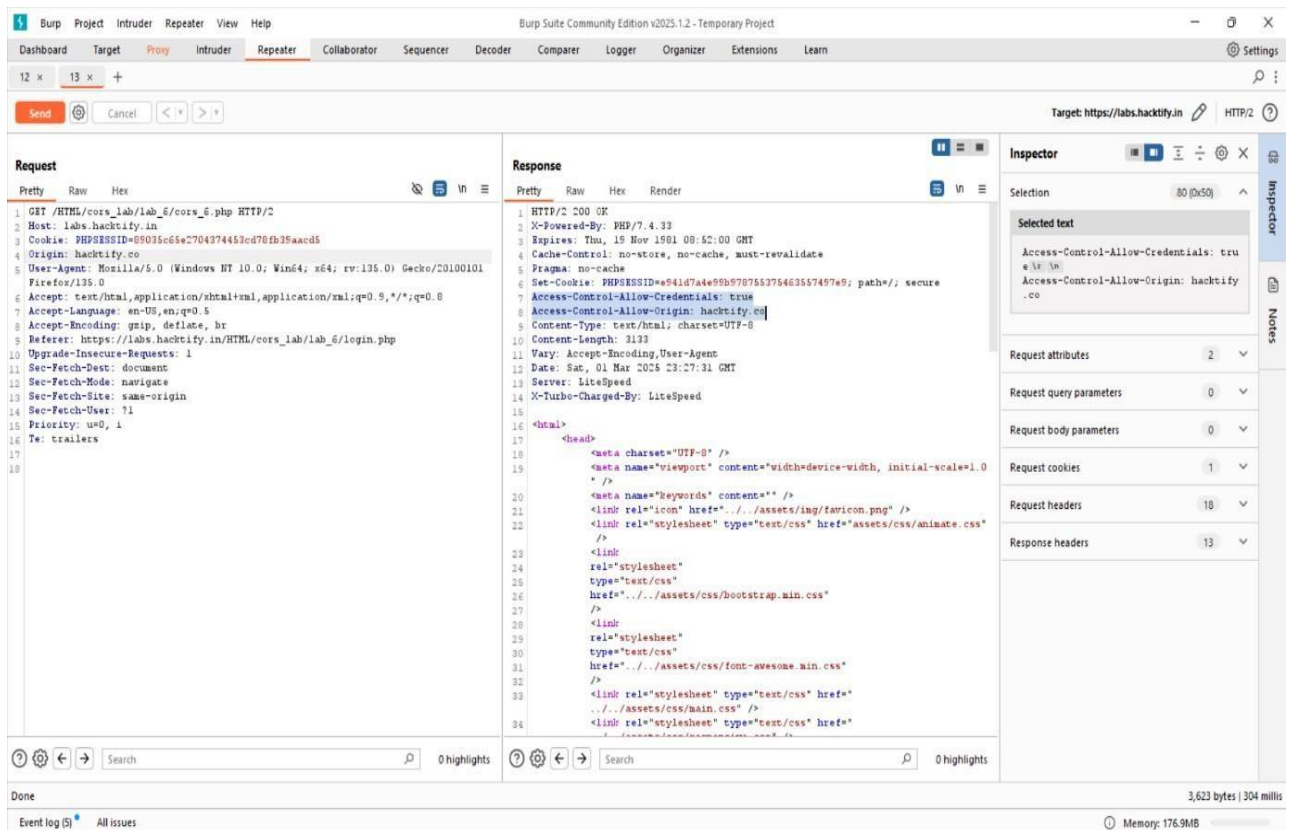 Burp Project Intruder Repeater View Help Burp Suite Community Edition v2025.1.2 - Temporary Project
Dashboard Target Proxy Intruder Repeater Collaborator Sequencer Decoder Comparer Logger Organizer Extensions Learn Settings
12 × 13 × +
Send Cancel < > Target: https://labs.hacktify.in HTTP/2
Request
Pretty Raw Hex \n
1 GET /HTML/cors_lab/lab_6/cors_6.php HTTP/2
2 Host: labs.hacktify.in
3 Cookie: PHPSESSID=89035c65e2704374453cd78fb39aacd5
4 Origin: hacktify.co
5 User-Agent: Mozilla/5.0 (Windows NT 10.0; Win64; x64; rv:135.0) Gecko/20100101
Firefox/135.0
6 Accept: text/html,application/xhtml+xml,application/xml;q=0.9,*/*;q=0.8
7 Accept-Language: en-US,en;q=0.5
8 Accept-Encoding: gzip, deflate, br
9 Referer: https://labs.hacktify.in/HTML/cors_lab/lab_6/login.php
10 Upgrade-Insecure-Requests: 1
11 Sec-Fetch-Dest: document
12 Sec-Fetch-Mode: navigate
13 Sec-Fetch-Site: same-origin
14 Sec-Fetch-User: ?1
15 Priority: u=0, i
16 Te: trailers
17
18
Search 0 highlights
Response
Pretty Raw Hex Render \n
1 HTTP/2 200 OK
2 X-Powered-By: PHP/7.4.33
3 Expires: Thu, 19 Nov 1981 08:52:00 GMT
4 Cache-Control: no-store, no-cache, must-revalidate
5 Pragma: no-cache
6 Set-Cookie: PHPSESSID=e941d7a4e99b978755375463557497e9; path=/; secure
7 Access-Control-Allow-Credentials: true
8 Access-Control-Allow-Origin: hacktify.co
9 Content-Type: text/html; charset=UTF-8
10 Content-Length: 3133
11 Vary: Accept-Encoding,User-Agent
12 Date: Sat, 01 Mar 2025 23:27:31 GMT
13 Server: LiteSpeed
14 X-Turbo-Charged-By: LiteSpeed
15
16 <html>
17 <head>
18 <meta charset="UTF-8" />
19 <meta name="viewport" content="width=device-width, initial-scale=1.0
" />
20 <meta name="keywords" content="" />
21 <link rel="icon" href="../../assets/img/favicon.png" />
22 <link rel="stylesheet" type="text/css" href="assets/css/animate.css"
/>
23 <link
24 rel="stylesheet"
25 type="text/css"
26 href="../../assets/css/bootstrap.min.css"
27 />
28 <link
29 rel="stylesheet"
30 type="text/css"
31 href="../../assets/css/font-awesome.min.css"
32 />
33 <link rel="stylesheet" type="text/css" href="
../../assets/css/main.css" />
34 <link rel="stylesheet" type="text/css" href="
Search 0 highlights
Inspector
Selection 80 (0x50)
Selected text
Access-Control-Allow-Credentials: tru
e \r \n
Access-Control-Allow-Origin: hacktify
.co
Request attributes 2
Request query parameters 0
Request body parameters 0
Request cookies 1
Request headers 18
Response headers 13
Inspector
Notes
Done 3,623 bytes | 304 millis
Event log (5) All issues Memory: 176.9MB